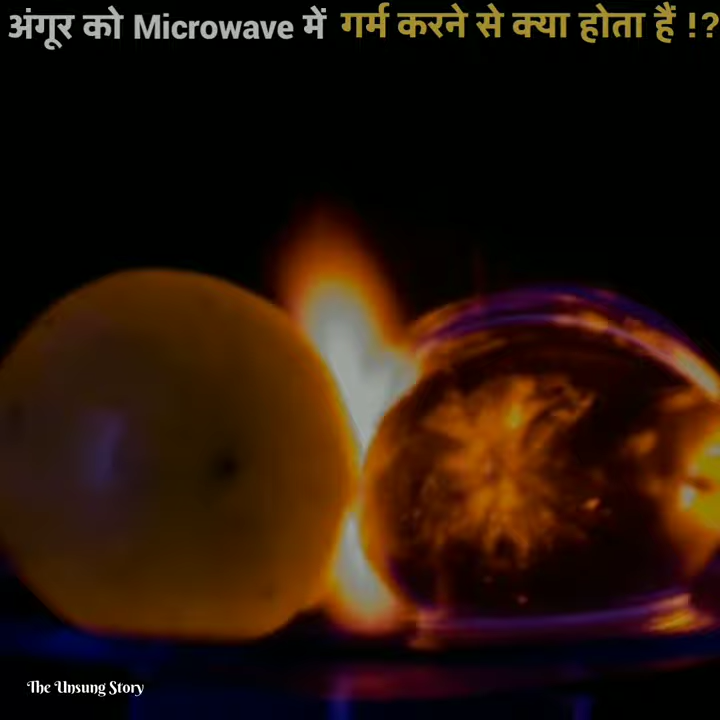 अंगूर को Microwave में गर्म करने से क्या होता हैं !?
The Unsung Story